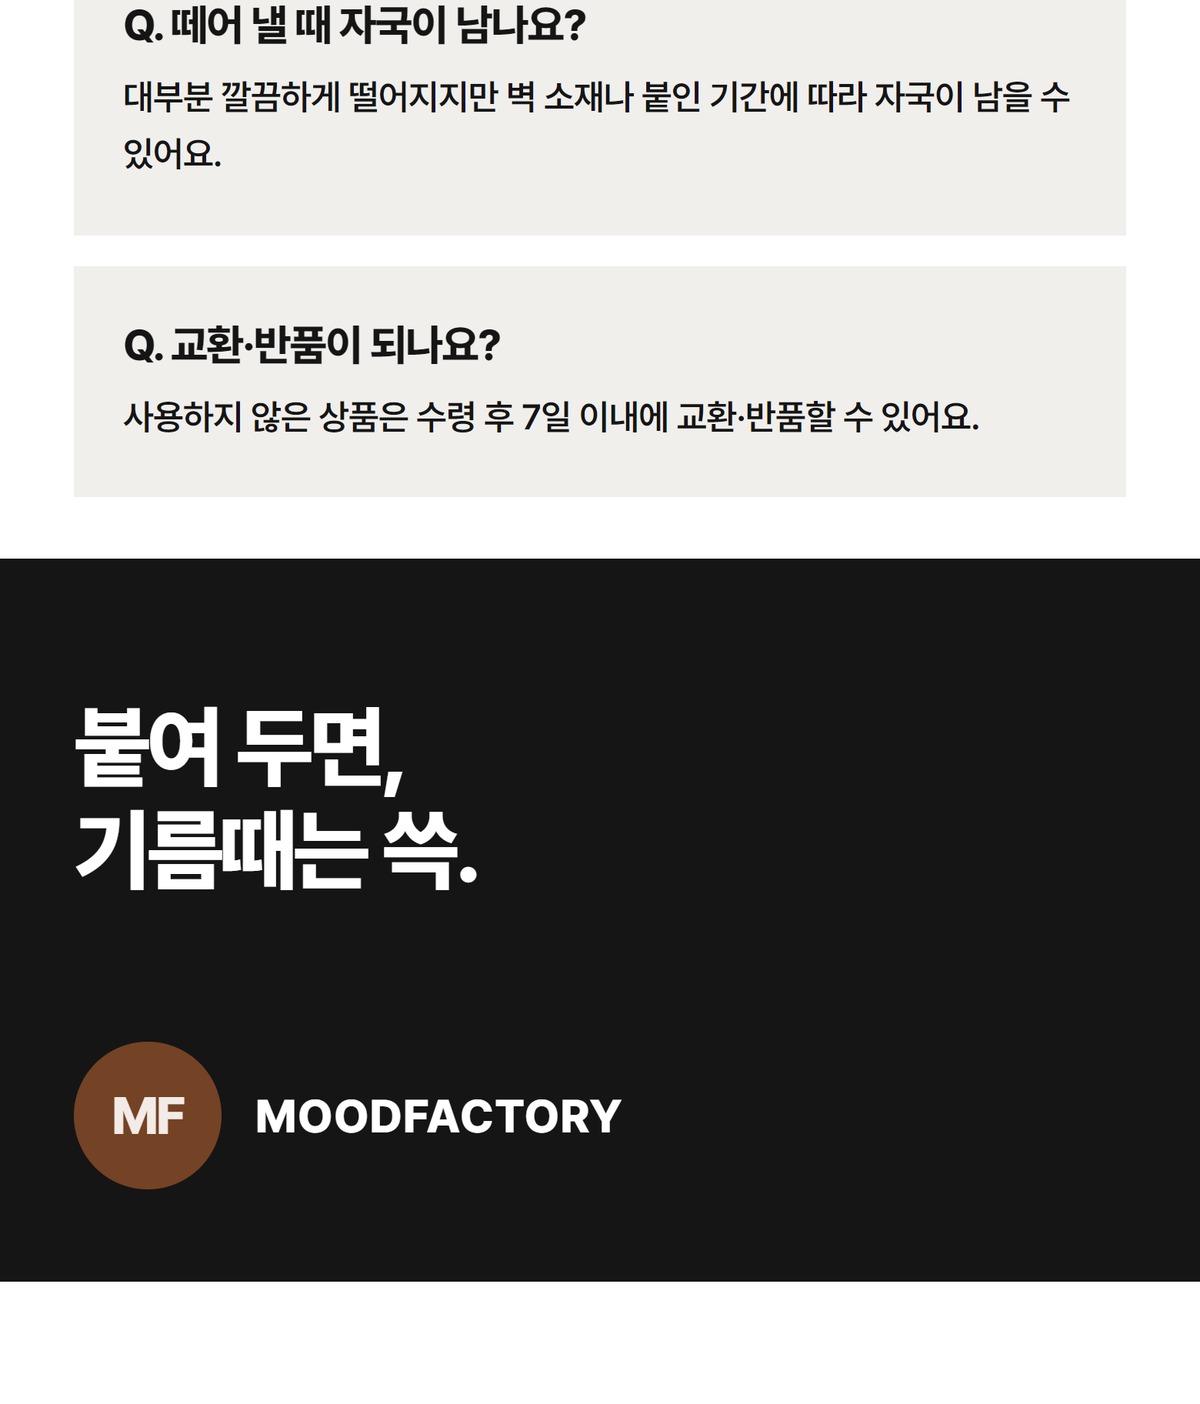 Q. 떼어 낼 때 자국이 남나요?
대부분 깔끔하게 떨어지지만 벽 소재나 붙인 기간에 따라 자국이 남을 수
있어요.
Q. 교환·반품이 되나요?
사용하지 않은 상품은 수령 후 7일 이내에 교환·반품할 수 있어요.
붙여 두면,
기름때는 쓱.
MF
MOODFACTORY